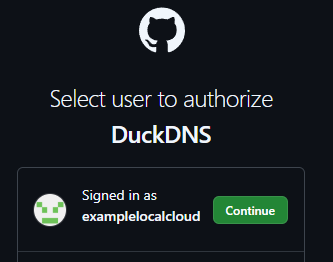 Select user to authorize
DuckDNS
Signed in as
examplelocalcloud
Continue